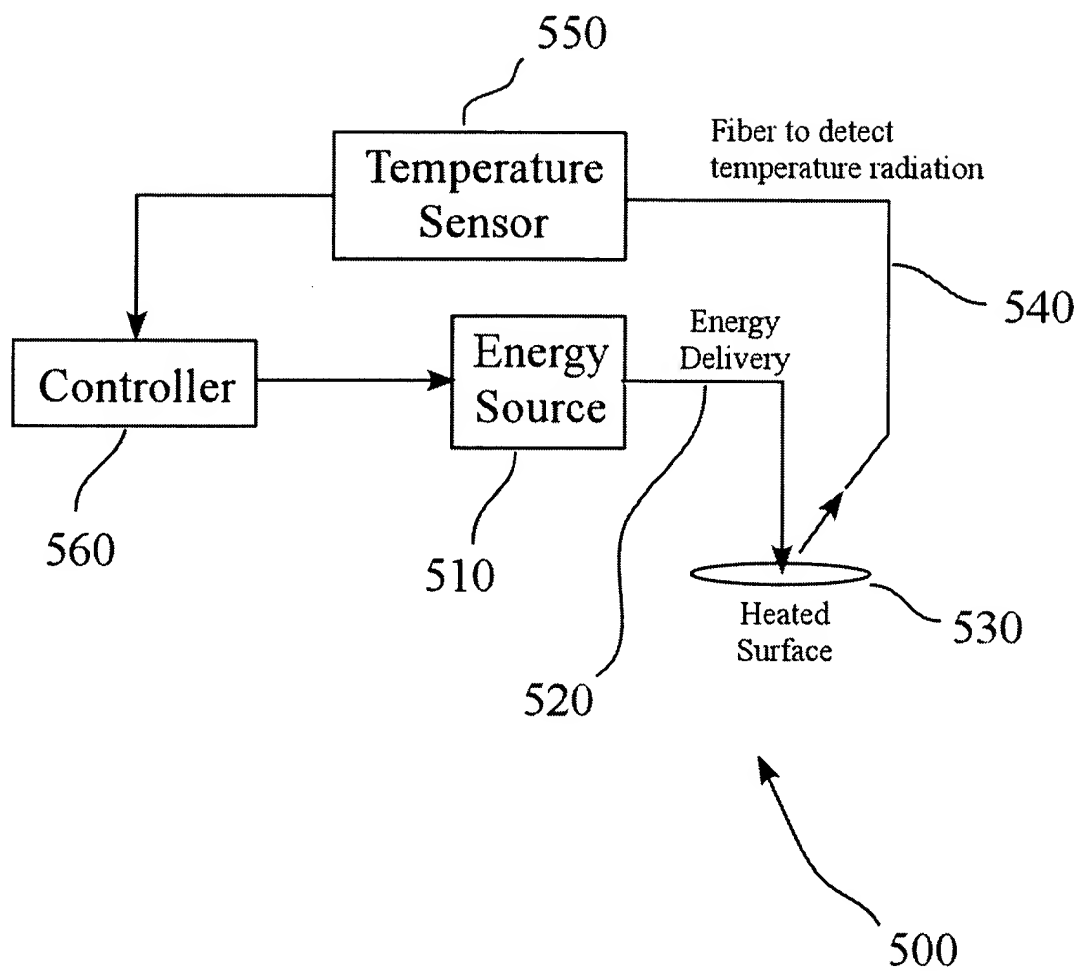 550
Fiber to detect
temperature radiation
Temperature
Sensor
540
Energy
Delivery
Energy
Source
Controller
560
510
530
Heated
Surface
520
500